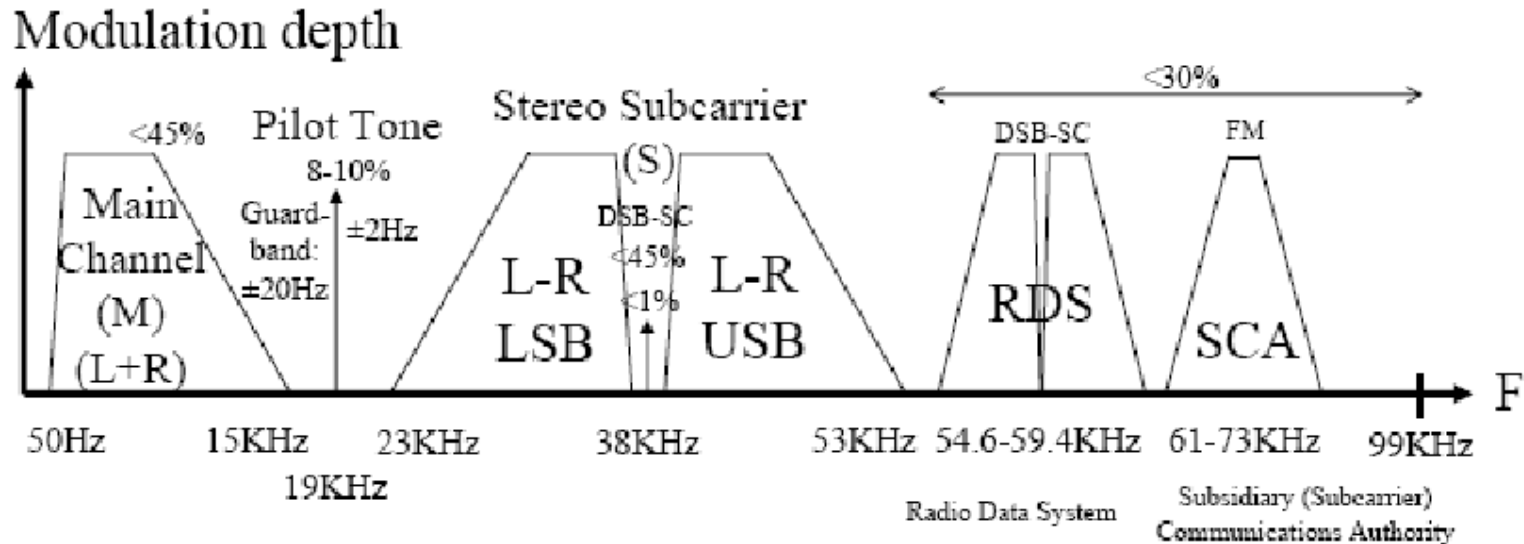 Modulation depth
<45%
Pilot Tone
8-10%
Guard-
band:
±20Hz
±2Hz
Main
Channel
(M)
(L+R)
Stereo Subcarrier
(S)
DSB-SC
<45%
<1%
L-R
LSB
L-R
USB
<30%
DSB-SC
RDS
FM
SCA
F
50Hz
15KHz
19KHz
23KHz
38KHz
53KHz
54.6-59.4KHz
61-73KHz
99KHz
Radio Data System
Subsidiary (Subcarrier)
Communications Authority